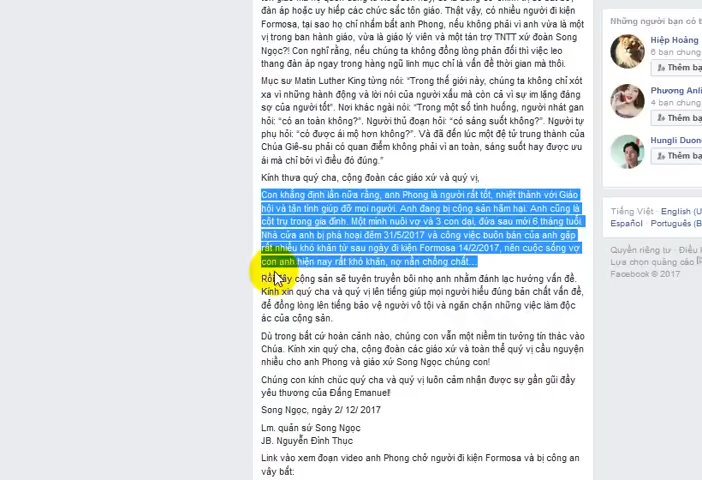 đàn áp hoặc uy hiếp các chức sắc tôn giáo. Thật vậy, có nhiều người đi kiện
Formosa, tại sao họ chỉ nhằm bắt anh Phong, nếu không phải vì anh vừa là một
vị trong ban hành giáo, vừa là giáo lý viên và một tân trợ TNTT xứ đoàn Song
Ngọc?! Con nghĩ rằng, nếu chúng ta không đồng lòng phản đối thì việc leo
thang đàn áp ngay trong hàng ngũ linh mục chỉ là vấn đề thời gian mà thôi.
Mục sư Matin Luther King từng nói: “Trong thế giới này, chúng ta không chỉ xót
xa vì những hành động và lời nói của người xấu mà còn cả vì sự im lặng đáng
sợ của người tốt”. Nơi khác ngài nói: “Trong một số tình huống, người nhát gan
hỏi: “có an toàn không?”. Người thủ đoạn hỏi: “có sáng suốt không?”. Người tự
phụ hỏi: “có được ái mộ hơn không?”. Và đã đến lúc một đệ tử trung thành của
Chúa Giê-su phải có quan điểm không phải vì an toàn, sáng suốt hay được ưu
ái mà chỉ bởi vì điều đó đúng.”
Kính thưa quý cha, cộng đoàn các giáo xứ và quý vị,
Con khẳng định lần nữa rằng, anh Phong là người rất tốt, nhiệt thành với Giáo
hội và tận tình giúp đỡ mọi người. Anh đang bị cộng sản hãm hại. Anh cũng là
cột trụ trong gia đình. Một mình nuôi vợ và 3 con dại, đứa sau mới 6 tháng tuổi.
Nhà cửa anh bị phá hoại đêm 31/5/2017 và công việc buôn bán của anh gặp
rất nhiều khó khăn từ sau ngày đi kiện Formosa 14/2/2017, nên cuộc sống vợ
con anh hiện nay rất khó khăn, nợ nần chồng chất…
Rồi đây cộng sản sẽ tuyên truyền bôi nhọ anh nhằm đánh lạc hướng vấn đề.
Kính xin quý cha và quý vị lên tiếng giúp mọi người hiểu đúng bản chất vấn đề,
để đồng lòng lên tiếng bảo vệ người vô tội và ngăn chặn những việc làm độc
ác của cộng sản.
Dù trong bất cứ hoàn cảnh nào, chúng con vẫn một niềm tin tưởng tín thác vào
Chúa. Kính xin quý cha, cộng đoàn các giáo xứ và toàn thể quý vị cầu nguyện
nhiều cho anh Phong và giáo xứ Song Ngọc chúng con!
Chúng con kính chúc quý cha và quý vị luôn cảm nhận được sự gần gũi đầy
yêu thương của Đấng Emanuel!
Song Ngọc, ngày 2/ 12/ 2017
Lm. quản sứ Song Ngọc
JB. Nguyễn Đình Thục
Link vào xem đoạn video anh Phong chở người đi kiện Formosa và bị công an
vây bắt:
Những người bạn có t
Hiệp Hoàng
6 bạn chung
Thêm bạ
Phương Anli
4 bạn chung
Thêm bạ
Hungli Duon
Thêm bạ
Tiếng Việt · English (U
Español · Português (B
Quyền riêng tư · Điều k
Lựa chọn quảng cáo
Facebook © 2017